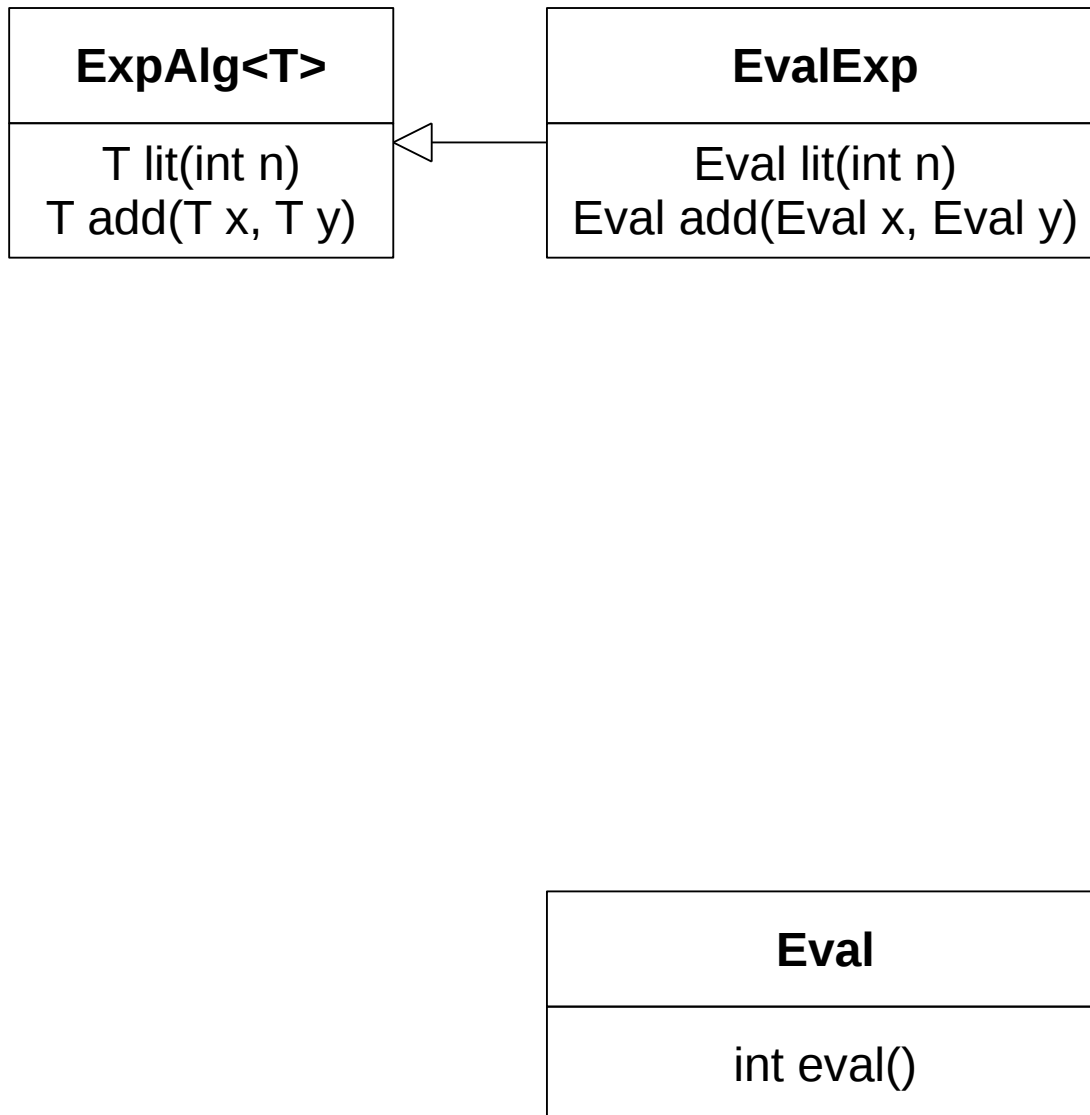 ExpAlg<T>
T lit(int n)
T add(T x, T y)
EvalExp
Eval lit(int n)
Eval add(Eval x, Eval y)
Eval
int eval()